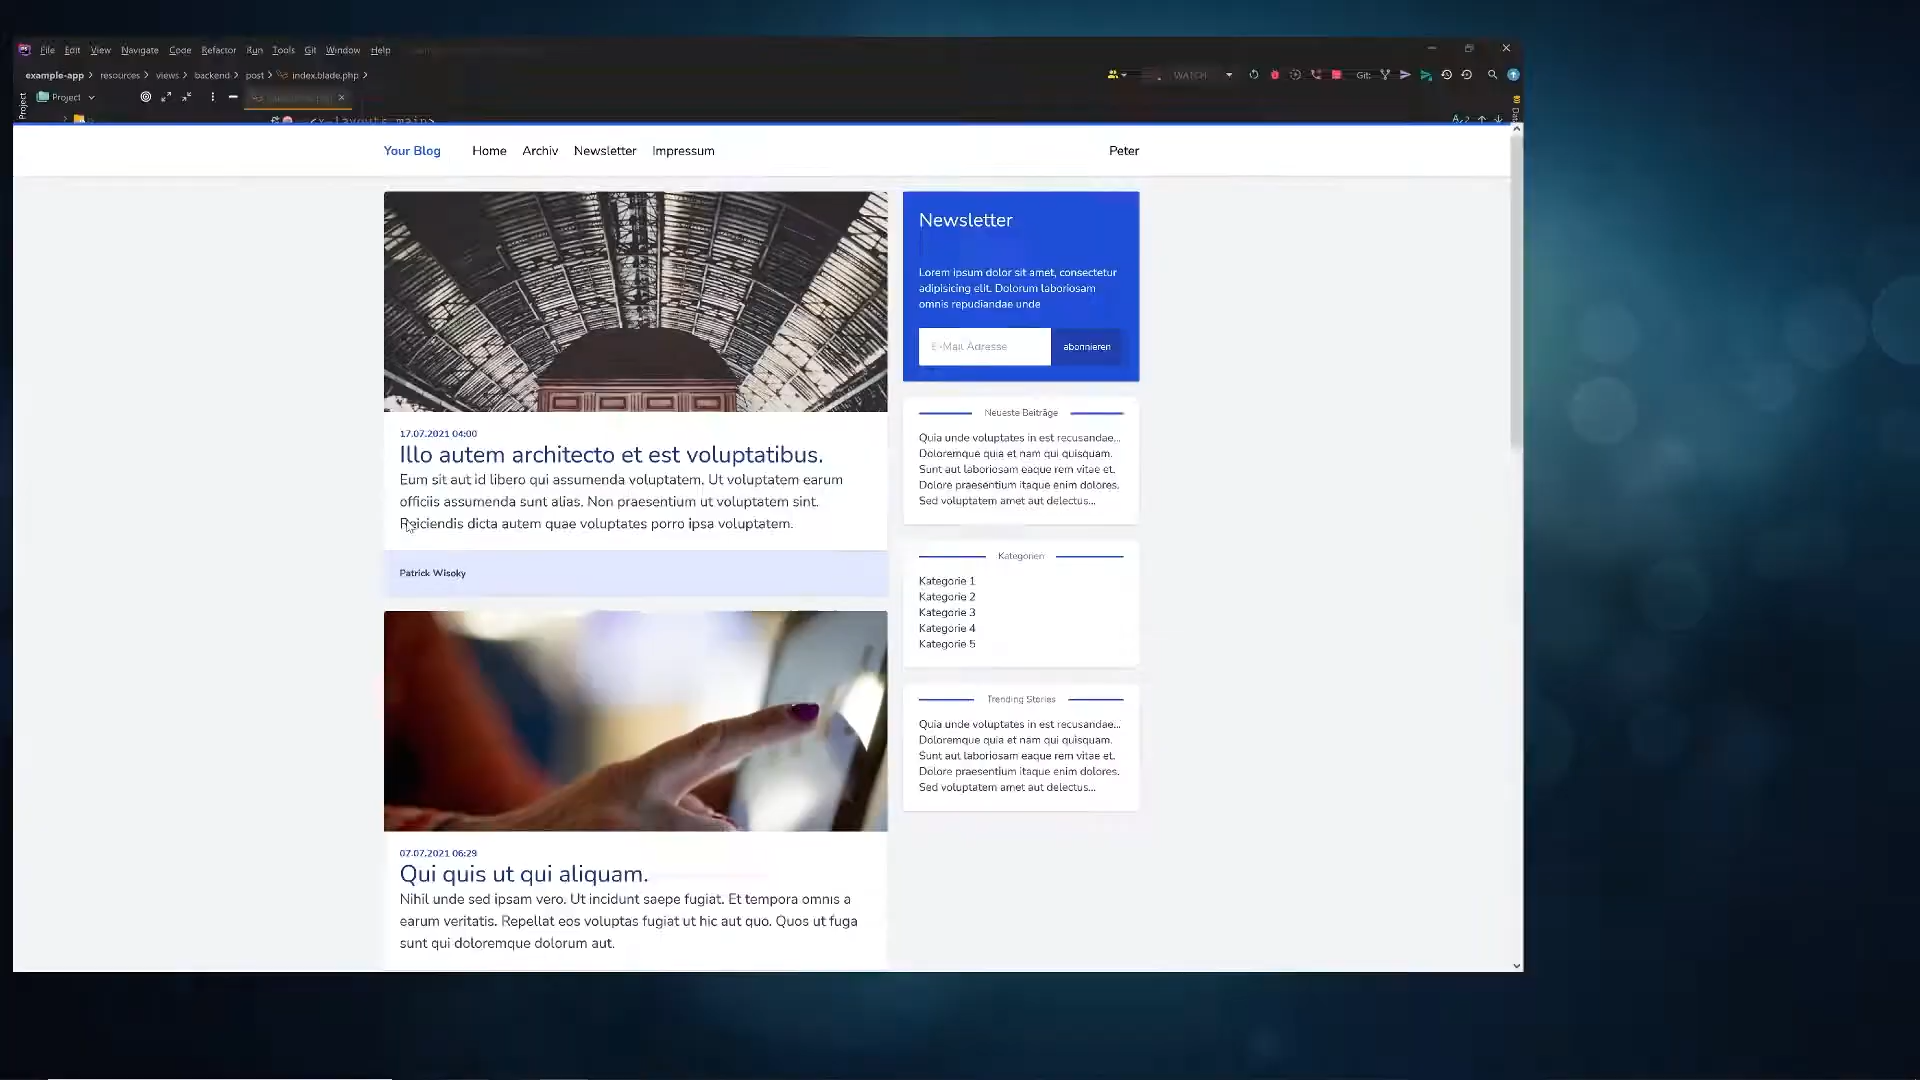 File Edit View Navigate Code Refactor Run Tools Git Window Help
example-app resources views backend post index.blade.php
WATCH
Git:
Project
Project
<x-layouts.main>
Your Blog Home Archiv Newsletter Impressum Peter
17.07.2021 04:00
Illo autem architecto et est voluptatibus.
Eum sit aut id libero qui assumenda voluptatem. Ut voluptatem earum
officiis assumenda sunt alias. Non praesentium ut voluptatem sint.
Reiciendis dicta autem quae voluptates porro ipsa voluptatem.
Patrick Wisoky
07.07.2021 06:29
Qui quis ut qui aliquam.
Nihil unde sed ipsam vero. Ut incidunt saepe fugiat. Et tempora omnis a
earum veritatis. Repellat eos voluptas fugiat ut hic aut quo. Quos ut fuga
sunt qui doloremque dolorum aut.
Newsletter
Lorem ipsum dolor sit amet, consectetur
adipisicing elit. Dolorum laboriosam
omnis repudiandae unde
E-Mail Adresse abonnieren
Neueste Beiträge
Quia unde voluptates in est recusandae...
Doloremque quia et nam qui quisquam.
Sunt aut laboriosam eaque rem vitae et.
Dolore praesentium itaque enim dolores.
Sed voluptatem amet aut delectus...
Kategorien
Kategorie 1
Kategorie 2
Kategorie 3
Kategorie 4
Kategorie 5
Trending Stories
Quia unde voluptates in est recusandae...
Doloremque quia et nam qui quisquam.
Sunt aut laboriosam eaque rem vitae et.
Dolore praesentium itaque enim dolores.
Sed voluptatem amet aut delectus...